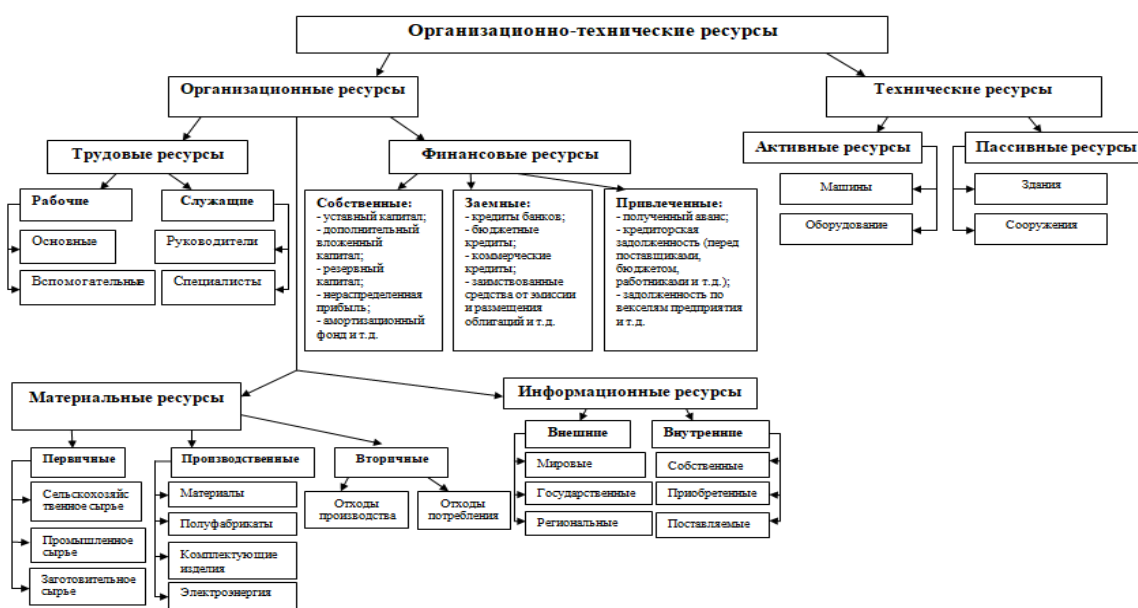 Организационно-технические ресурсы
Организационные ресурсы
Технические ресурсы
Трудовые ресурсы
Финансовые ресурсы
Активные ресурсы
Пассивные ресурсы
Рабочие
Служащие
Основные
Руководители
Вспомогательные
Специалисты
Собственные:
- уставный капитал;
- дополнительный
вложенный
капитал;
- резервный
капитал;
- нераспределенная
прибыль;
- амортизационный
фонд и т.д.
Заемные:
- кредиты банков;
- бюджетные
кредиты;
- коммерческие
кредиты;
- заимствованные
средства от эмиссии
и размещения
облигаций и т.д.
Привлеченные:
- полученный аванс;
- кредиторская
задолженность (перед
поставщиками,
бюджетом,
работниками и т.д.);
- задолженность по
векселям предприятия
и т.д.
Машины
Оборудование
Здания
Сооружения
Материальные ресурсы
Информационные ресурсы
Первичные
Производственные
Вторичные
Сельскохозяйс
твенное сырье
Промышленное
сырье
Заготовительное
сырье
Материалы
Полуфабрикаты
Комплектующие
изделия
Электроэнергия
Отходы
производства
Отходы
потребления
Внешние
Внутренние
Мировые
Собственные
Государственные
Приобретенные
Региональные
Поставляемые